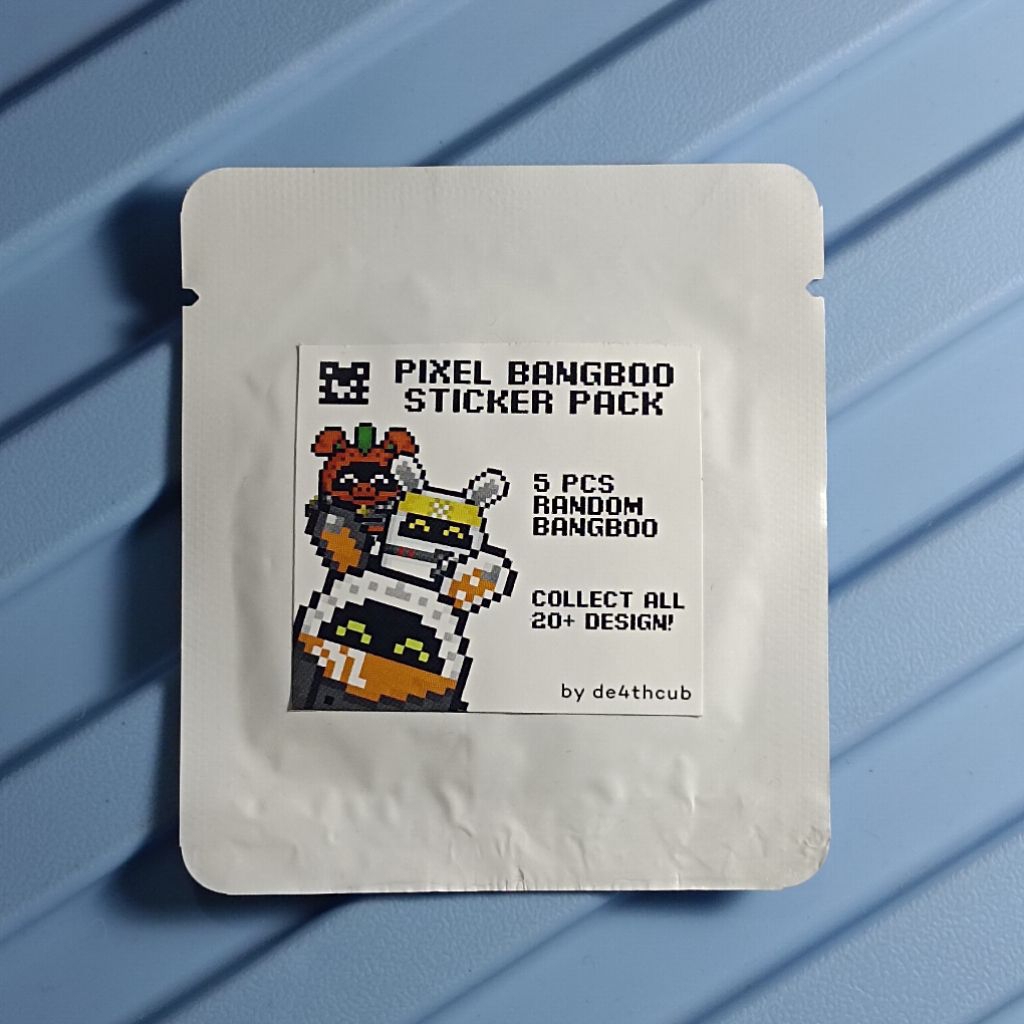 PIXEL BANGBOO
STICKER PACK
5 PCS
RANDOM
BANGBOO
COLLECT ALL
20+ DESIGN!
by de4thcub